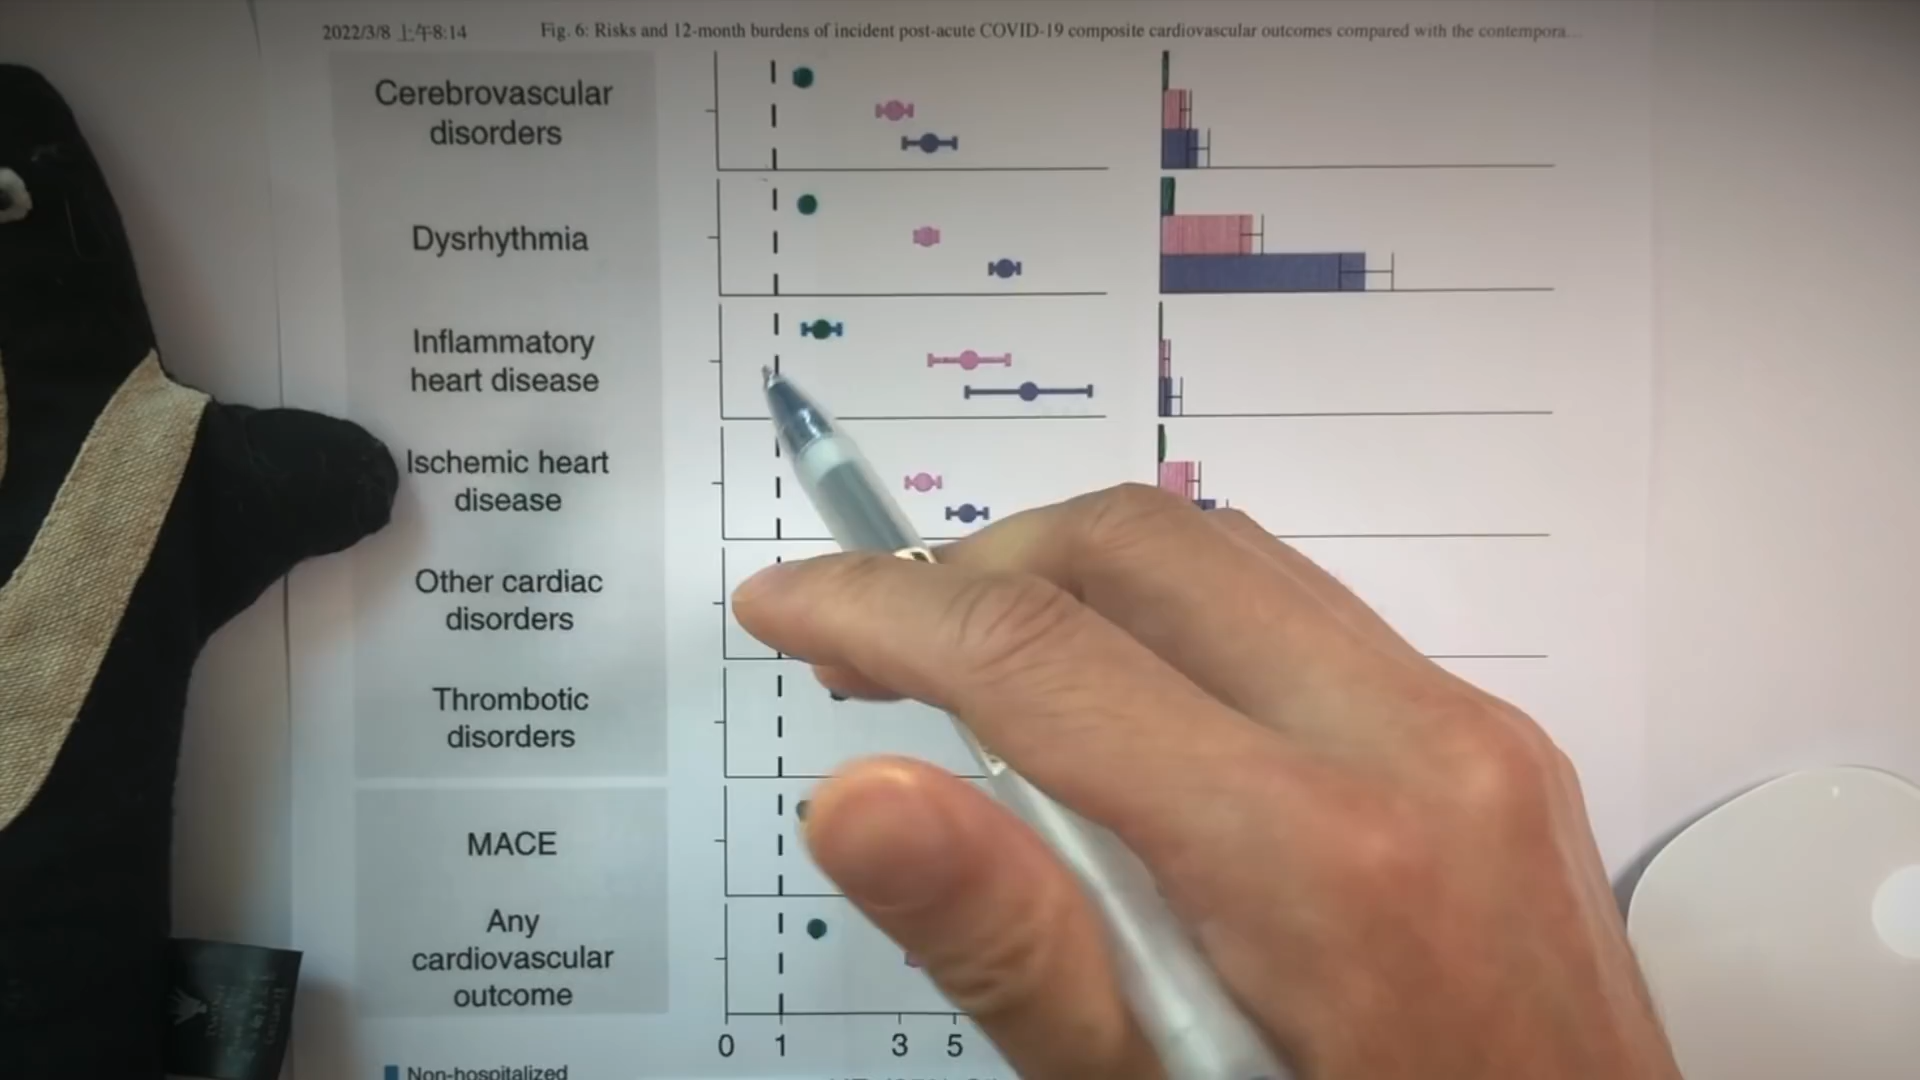 2022/3/8 上午8:14
Fig. 6: Risks and 12-month burdens of incident post-acute COVID-19 composite cardiovascular outcomes compared with the contempora...
Cerebrovascular
disorders
Dysrhythmia
Inflammatory
heart disease
Ischemic heart
disease
Other cardiac
disorders
Thrombotic
disorders
MACE
Any
cardiovascular
outcome
0 1 3 5
Non-hospitalized